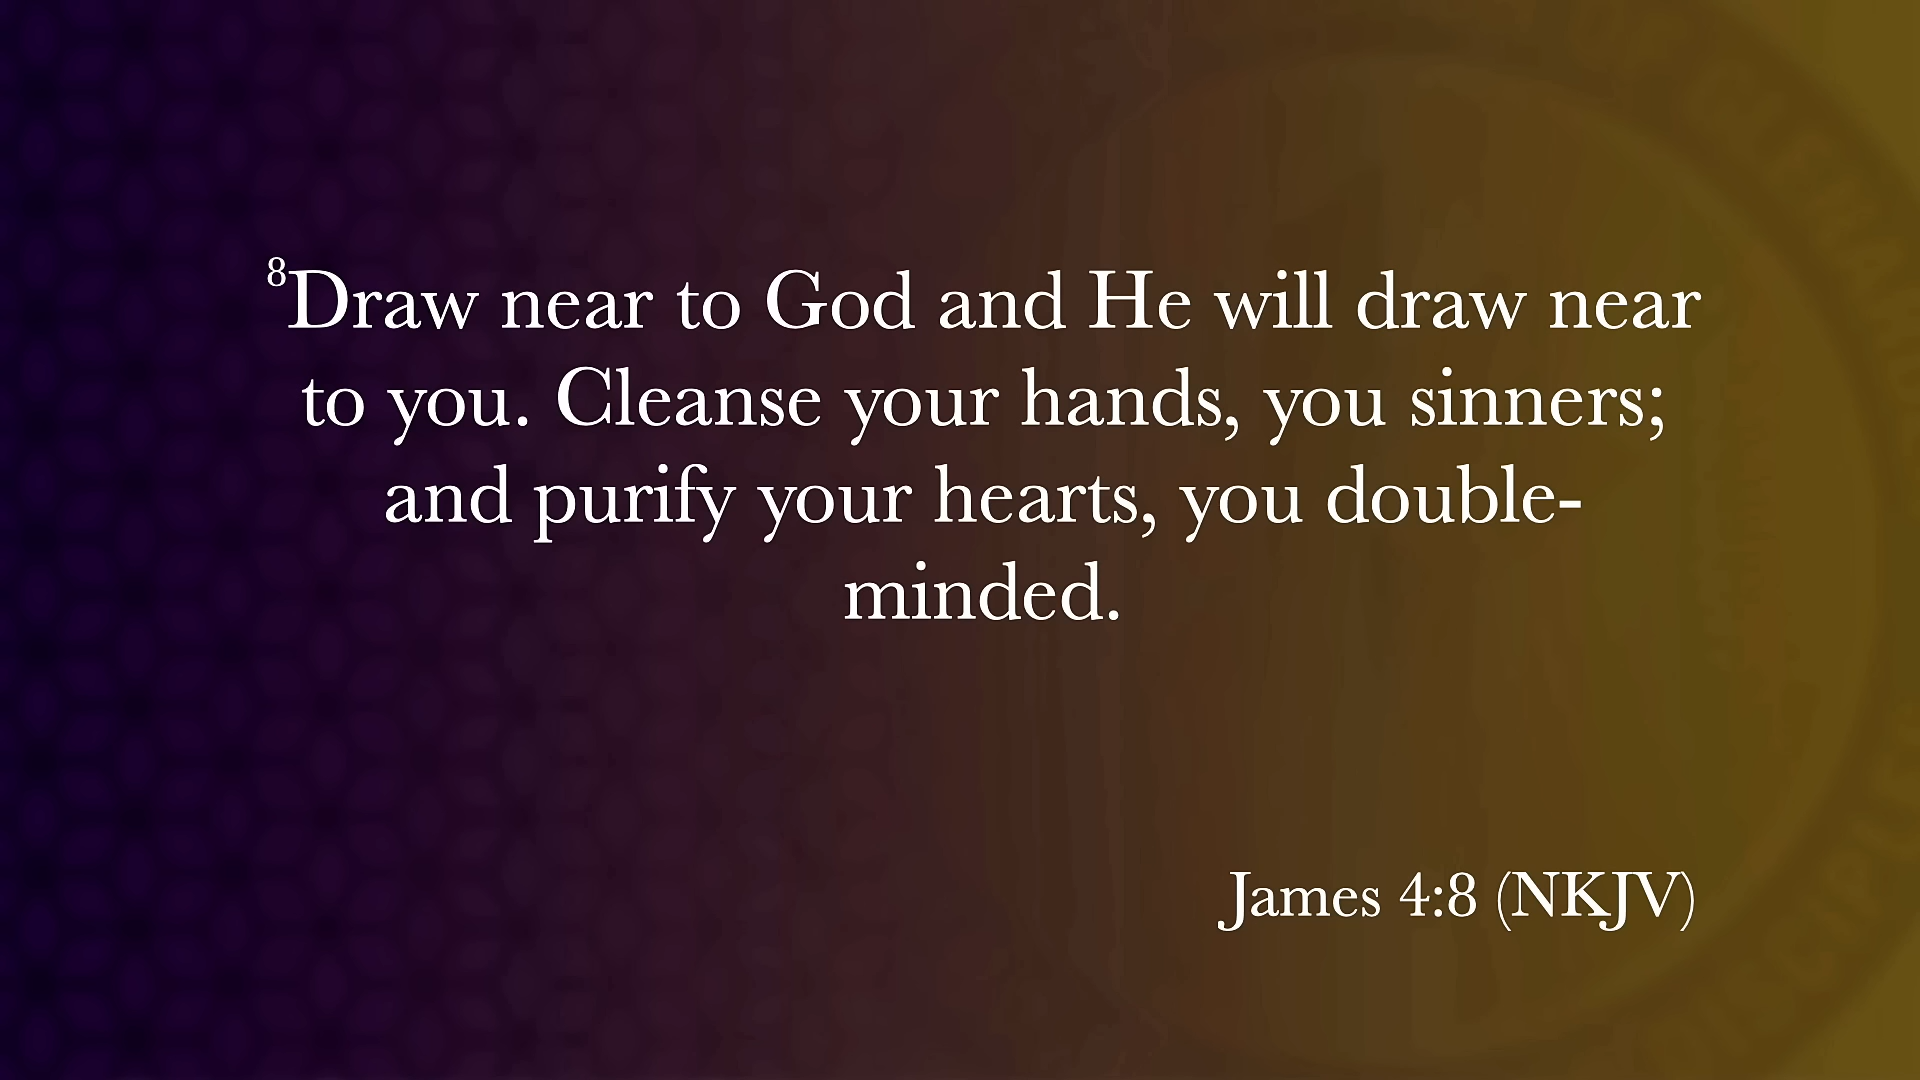 ⁸Draw near to God and He will draw near
to you. Cleanse your hands, you sinners;
and purify your hearts, you double-
minded.
James 4:8 (NKJV)